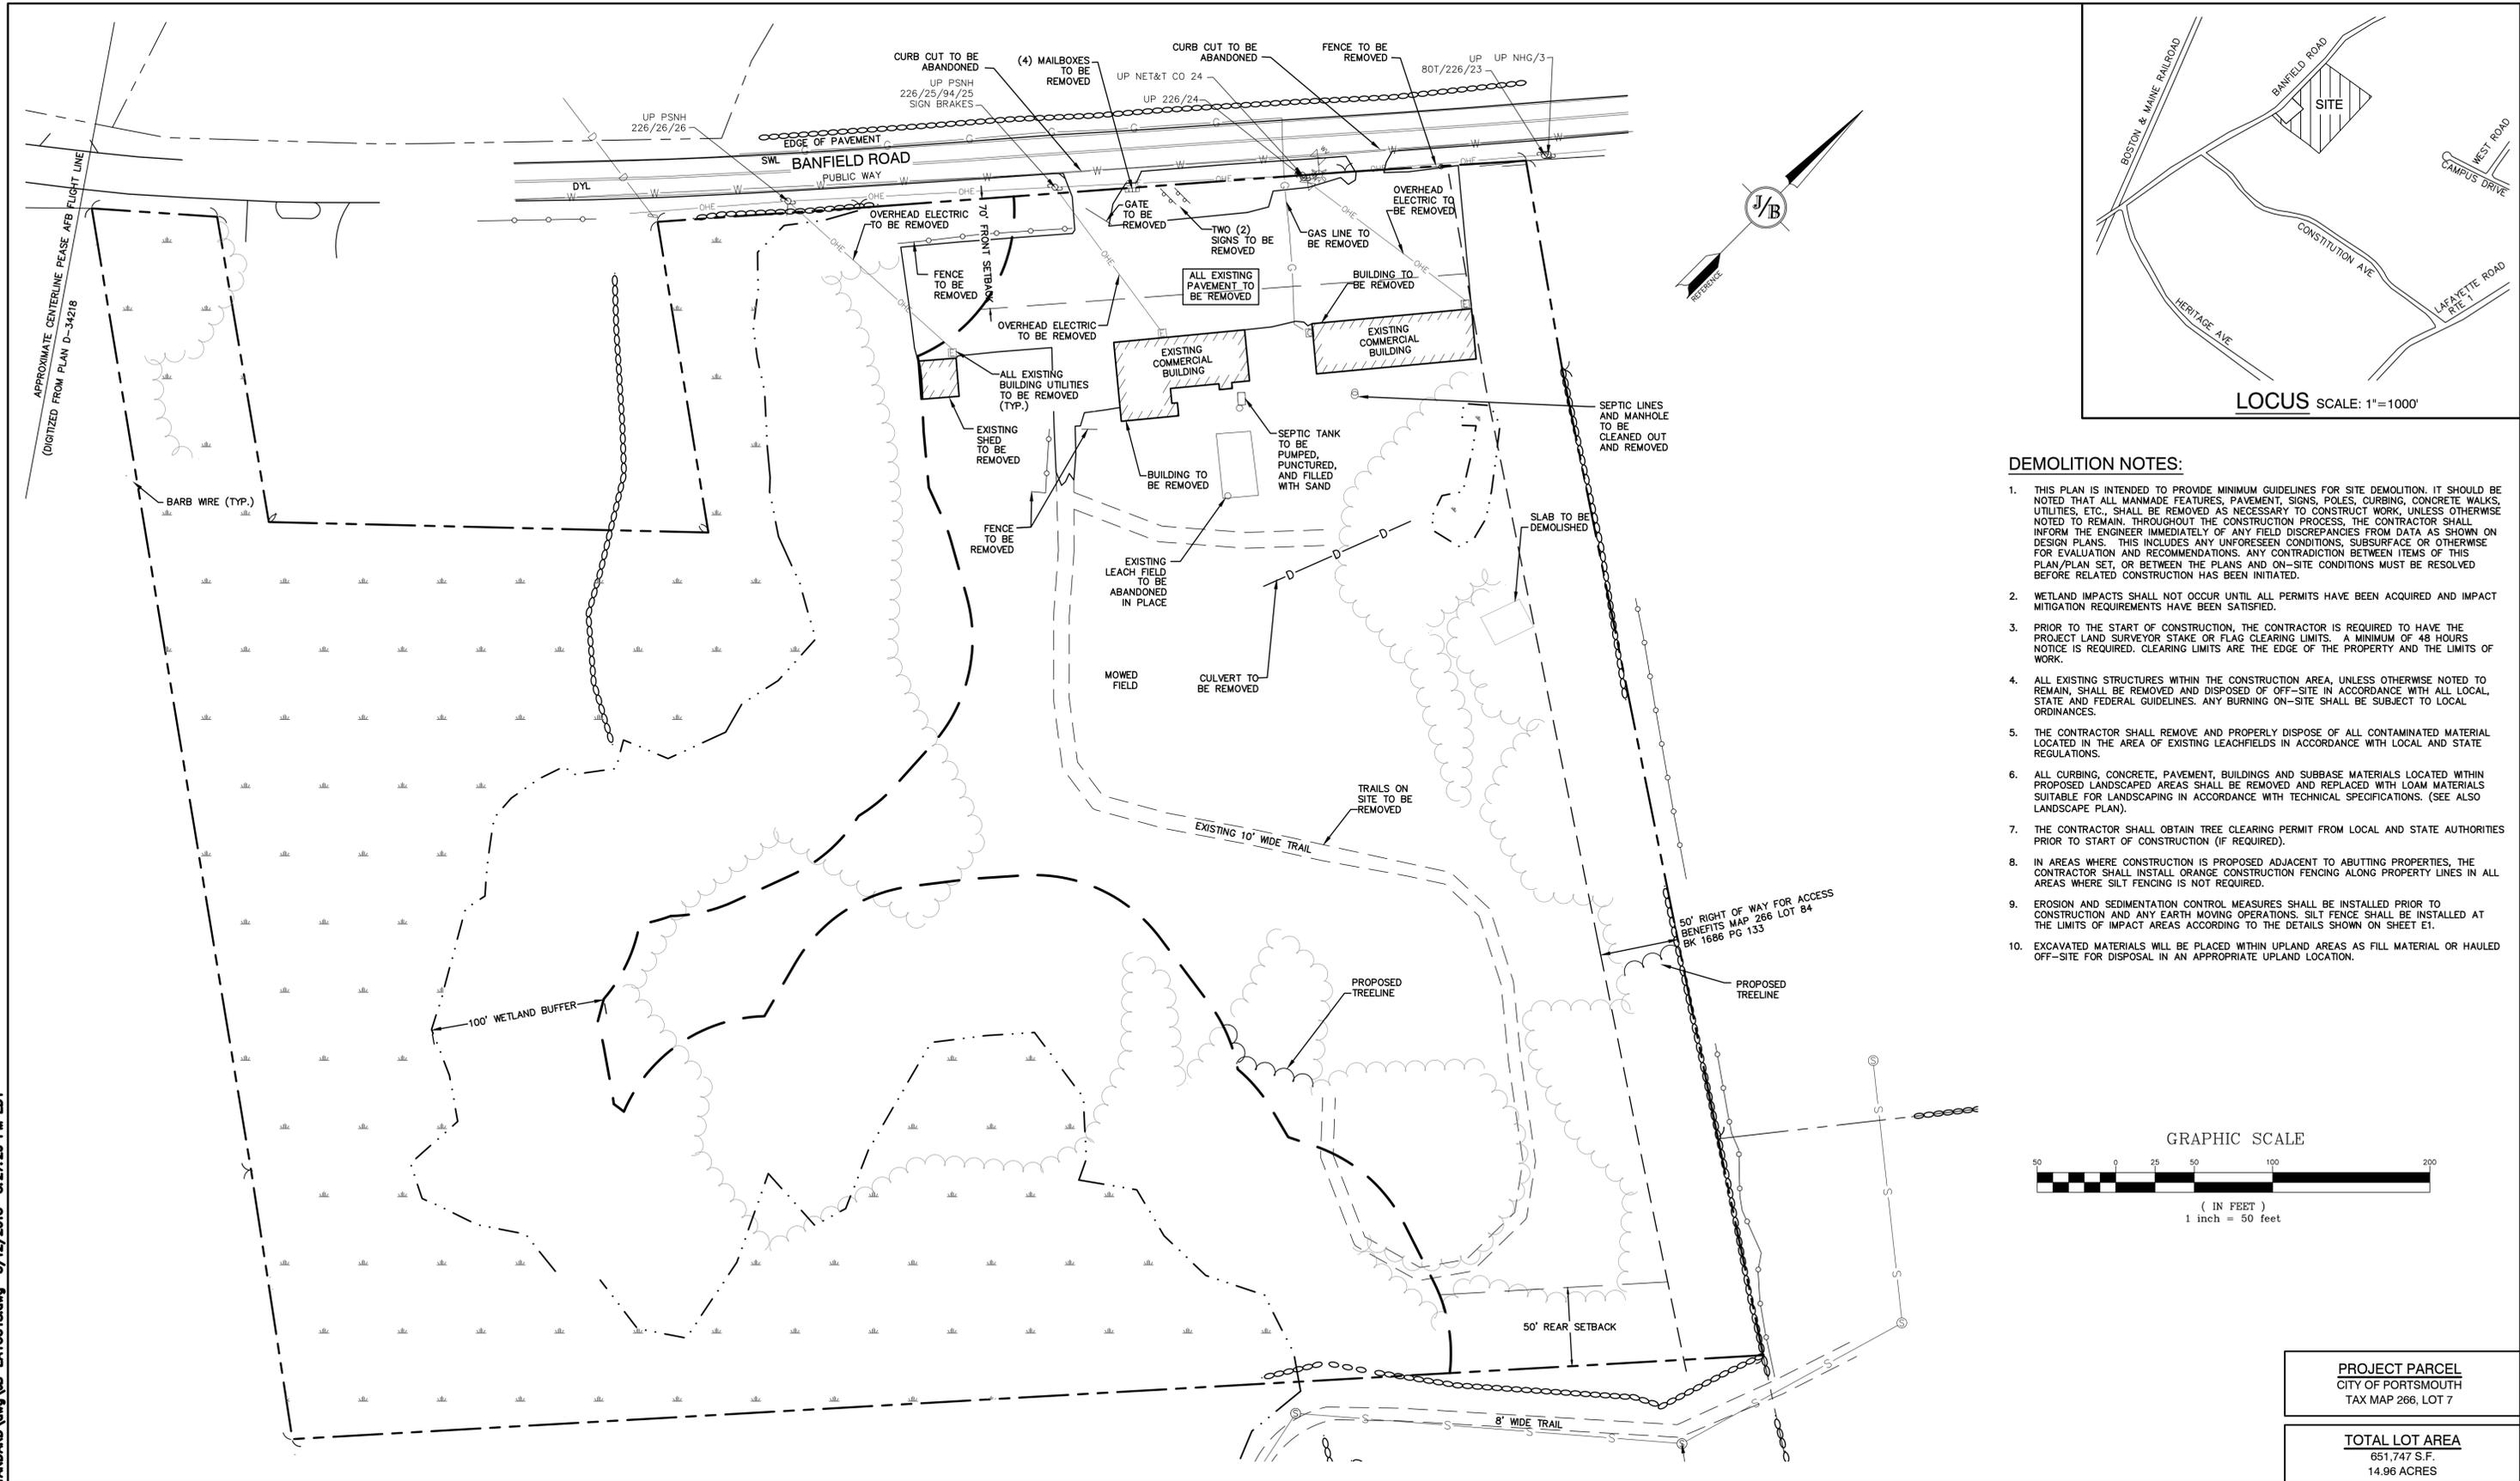 CURB CUT TO BE
ABANDONED
(4) MAILBOXES
TO BE
REMOVED
CURB CUT TO BE
ABANDONED
FENCE TO BE
REMOVED
UP
80T/226/23
UP NHG/3
UP PSNH
226/25/94/25
SIGN BRAKES
UP NET&T CO 24
UP 226/24
UP PSNH
226/26/26
EDGE OF PAVEMENT
SWL
BANFIELD ROAD
PUBLIC WAY
DYL
APPROXIMATE CENTERLINE PEASE AFB FLIGHT LINE
(DIGITIZED FROM PLAN D-34218
OVERHEAD ELECTRIC
TO BE REMOVED
70' FRONT SETBACK
GATE
TO BE
REMOVED
TWO (2)
SIGNS TO BE
REMOVED
GAS LINE TO
BE REMOVED
OVERHEAD
ELECTRIC TO
BE REMOVED
FENCE
TO BE
REMOVED
ALL EXISTING
PAVEMENT TO
BE REMOVED
BUILDING TO
BE REMOVED
OVERHEAD ELECTRIC
TO BE REMOVED
EXISTING
COMMERCIAL
BUILDING
EXISTING
COMMERCIAL
BUILDING
ALL EXISTING
BUILDING UTILITIES
TO BE REMOVED
(TYP.)
EXISTING
SHED
TO BE
REMOVED
SEPTIC LINES
AND MANHOLE
TO BE
CLEANED OUT
AND REMOVED
SEPTIC TANK
TO BE
PUMPED,
PUNCTURED,
AND FILLED
WITH SAND
BUILDING TO
BE REMOVED
BARB WIRE (TYP.)
FENCE
TO BE
REMOVED
SLAB TO BE
DEMOLISHED
EXISTING
LEACH FIELD
TO BE
ABANDONED
IN PLACE
MOWED
FIELD
CULVERT TO
BE REMOVED
TRAILS ON
SITE TO BE
REMOVED
EXISTING 10' WIDE TRAIL
50' RIGHT OF WAY FOR ACCESS
BENEFITS MAP 266 LOT 84
BK 1686 PG 133
PROPOSED
TREELINE
PROPOSED
TREELINE
100' WETLAND BUFFER
50' REAR SETBACK
8' WIDE TRAIL
J/B
REFERENCE
BOSTON & MAINE RAILROAD
BANFIELD ROAD
SITE
WEST ROAD
CAMPUS DRIVE
CONSTITUTION AVE
HERITAGE AVE
LAFAYETTE ROAD
RTE 1
LOCUS SCALE: 1"=1000'
DEMOLITION NOTES:
1. THIS PLAN IS INTENDED TO PROVIDE MINIMUM GUIDELINES FOR SITE DEMOLITION. IT SHOULD BE
NOTED THAT ALL MANMADE FEATURES, PAVEMENT, SIGNS, POLES, CURBING, CONCRETE WALKS,
UTILITIES, ETC., SHALL BE REMOVED AS NECESSARY TO CONSTRUCT WORK, UNLESS OTHERWISE
NOTED TO REMAIN. THROUGHOUT THE CONSTRUCTION PROCESS, THE CONTRACTOR SHALL
INFORM THE ENGINEER IMMEDIATELY OF ANY FIELD DISCREPANCIES FROM DATA AS SHOWN ON
DESIGN PLANS. THIS INCLUDES ANY UNFORESEEN CONDITIONS, SUBSURFACE OR OTHERWISE
FOR EVALUATION AND RECOMMENDATIONS. ANY CONTRADICTION BETWEEN ITEMS OF THIS
PLAN/PLAN SET, OR BETWEEN THE PLANS AND ON-SITE CONDITIONS MUST BE RESOLVED
BEFORE RELATED CONSTRUCTION HAS BEEN INITIATED.
2. WETLAND IMPACTS SHALL NOT OCCUR UNTIL ALL PERMITS HAVE BEEN ACQUIRED AND IMPACT
MITIGATION REQUIREMENTS HAVE BEEN SATISFIED.
3. PRIOR TO THE START OF CONSTRUCTION, THE CONTRACTOR IS REQUIRED TO HAVE THE
PROJECT LAND SURVEYOR STAKE OR FLAG CLEARING LIMITS. A MINIMUM OF 48 HOURS
NOTICE IS REQUIRED. CLEARING LIMITS ARE THE EDGE OF THE PROPERTY AND THE LIMITS OF
WORK.
4. ALL EXISTING STRUCTURES WITHIN THE CONSTRUCTION AREA, UNLESS OTHERWISE NOTED TO
REMAIN, SHALL BE REMOVED AND DISPOSED OF OFF-SITE IN ACCORDANCE WITH ALL LOCAL,
STATE AND FEDERAL GUIDELINES. ANY BURNING ON-SITE SHALL BE SUBJECT TO LOCAL
ORDINANCES.
5. THE CONTRACTOR SHALL REMOVE AND PROPERLY DISPOSE OF ALL CONTAMINATED MATERIAL
LOCATED IN THE AREA OF EXISTING LEACHFIELDS IN ACCORDANCE WITH LOCAL AND STATE
REGULATIONS.
6. ALL CURBING, CONCRETE, PAVEMENT, BUILDINGS AND SUBBASE MATERIALS LOCATED WITHIN
PROPOSED LANDSCAPED AREAS SHALL BE REMOVED AND REPLACED WITH LOAM MATERIALS
SUITABLE FOR LANDSCAPING IN ACCORDANCE WITH TECHNICAL SPECIFICATIONS. (SEE ALSO
LANDSCAPE PLAN).
7. THE CONTRACTOR SHALL OBTAIN TREE CLEARING PERMIT FROM LOCAL AND STATE AUTHORITIES
PRIOR TO START OF CONSTRUCTION (IF REQUIRED).
8. IN AREAS WHERE CONSTRUCTION IS PROPOSED ADJACENT TO ABUTTING PROPERTIES, THE
CONTRACTOR SHALL INSTALL ORANGE CONSTRUCTION FENCING ALONG PROPERTY LINES IN ALL
AREAS WHERE SILT FENCING IS NOT REQUIRED.
9. EROSION AND SEDIMENTATION CONTROL MEASURES SHALL BE INSTALLED PRIOR TO
CONSTRUCTION AND ANY EARTH MOVING OPERATIONS. SILT FENCE SHALL BE INSTALLED AT
THE LIMITS OF IMPACT AREAS ACCORDING TO THE DETAILS SHOWN ON SHEET E1.
10. EXCAVATED MATERIALS WILL BE PLACED WITHIN UPLAND AREAS AS FILL MATERIAL OR HAULED
OFF-SITE FOR DISPOSAL IN AN APPROPRIATE UPLAND LOCATION.
GRAPHIC SCALE
50 0 25 50 100 200
( IN FEET )
1 inch = 50 feet
PROJECT PARCEL
CITY OF PORTSMOUTH
TAX MAP 266, LOT 7
TOTAL LOT AREA
651,747 S.F.
14.96 ACRES